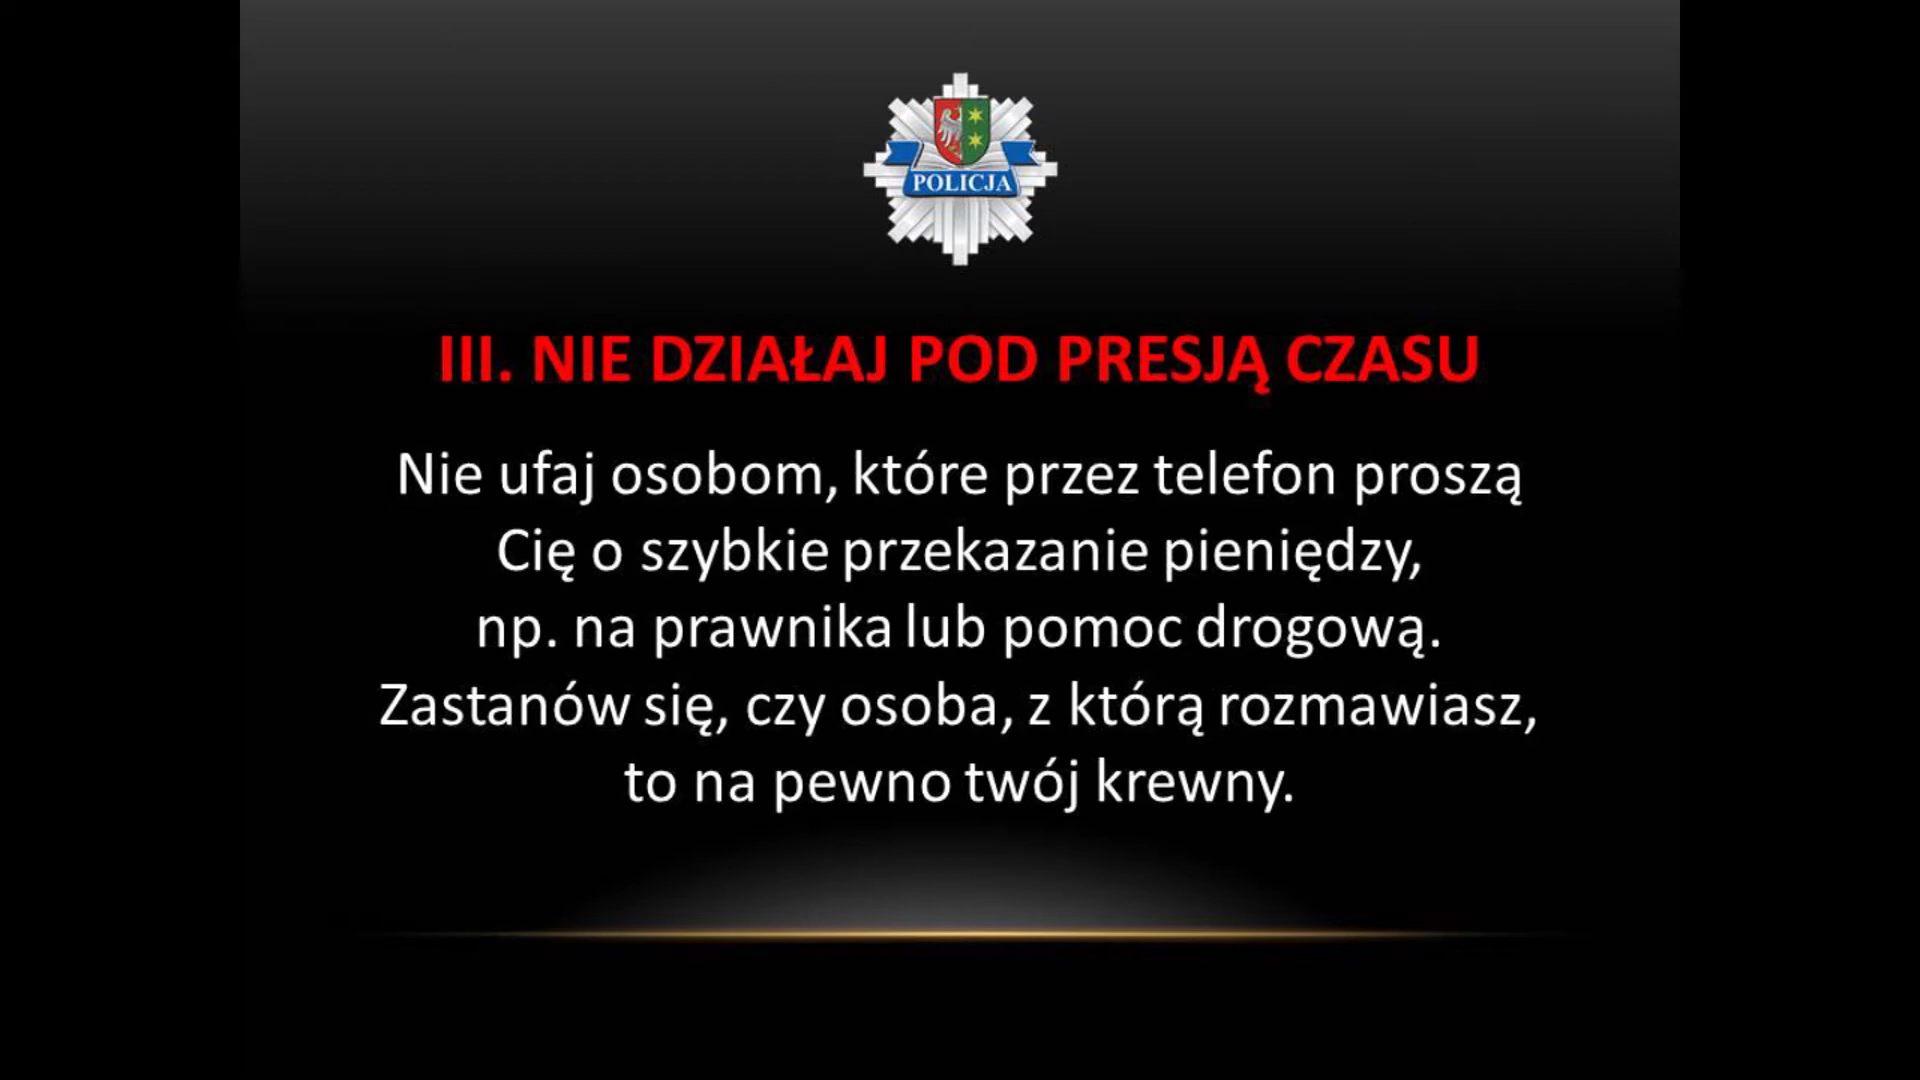 POLICJA
III. NIE DZIAŁAJ POD PRESJĄ CZASU
Nie ufaj osobom, które przez telefon proszą
Cię o szybkie przekazanie pieniędzy,
np. na prawnika lub pomoc drogową.
Zastanów się, czy osoba, z którą rozmawiasz,
to na pewno twój krewny.